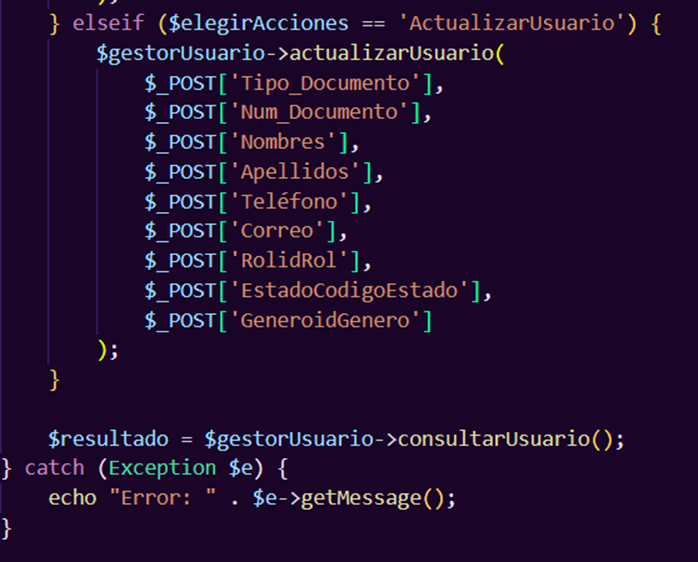 );
} elseif ($elegirAcciones == 'ActualizarUsuario') {
$gestorUsuario->actualizarUsuario(
$_POST['Tipo_Documento'],
$_POST['Num_Documento'],
$_POST['Nombres'],
$_POST['Apellidos'],
$_POST['Teléfono'],
$_POST['Correo'],
$_POST['RolidRol'],
$_POST['EstadoCodigoEstado'],
$_POST['GeneroidGenero']
);
}
$resultado = $gestorUsuario->consultarUsuario();
} catch (Exception $e) {
echo "Error: " . $e->getMessage();
}